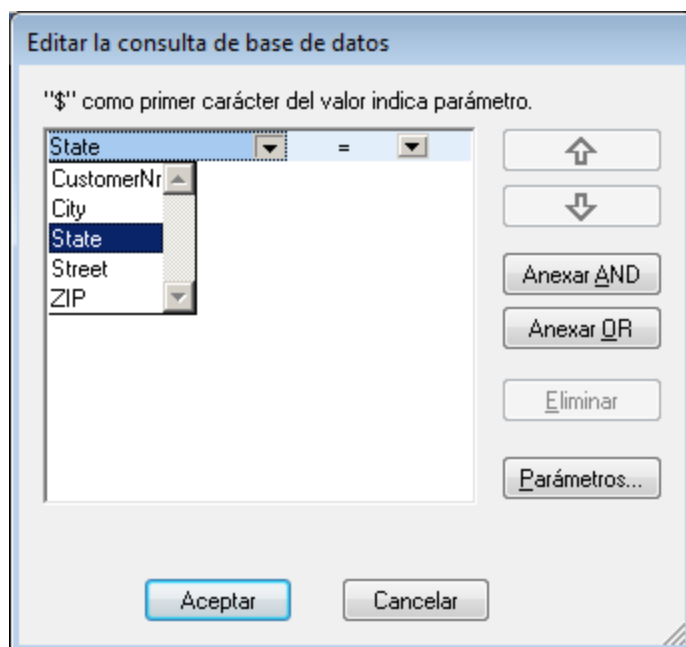 Editar la consulta de base de datos
"$" como primer carácter del valor indica parámetro.
State =
CustomerNr
City
State
Street
ZIP
Anexar AND
Anexar OR
Eliminar
Parámetros...
Aceptar Cancelar